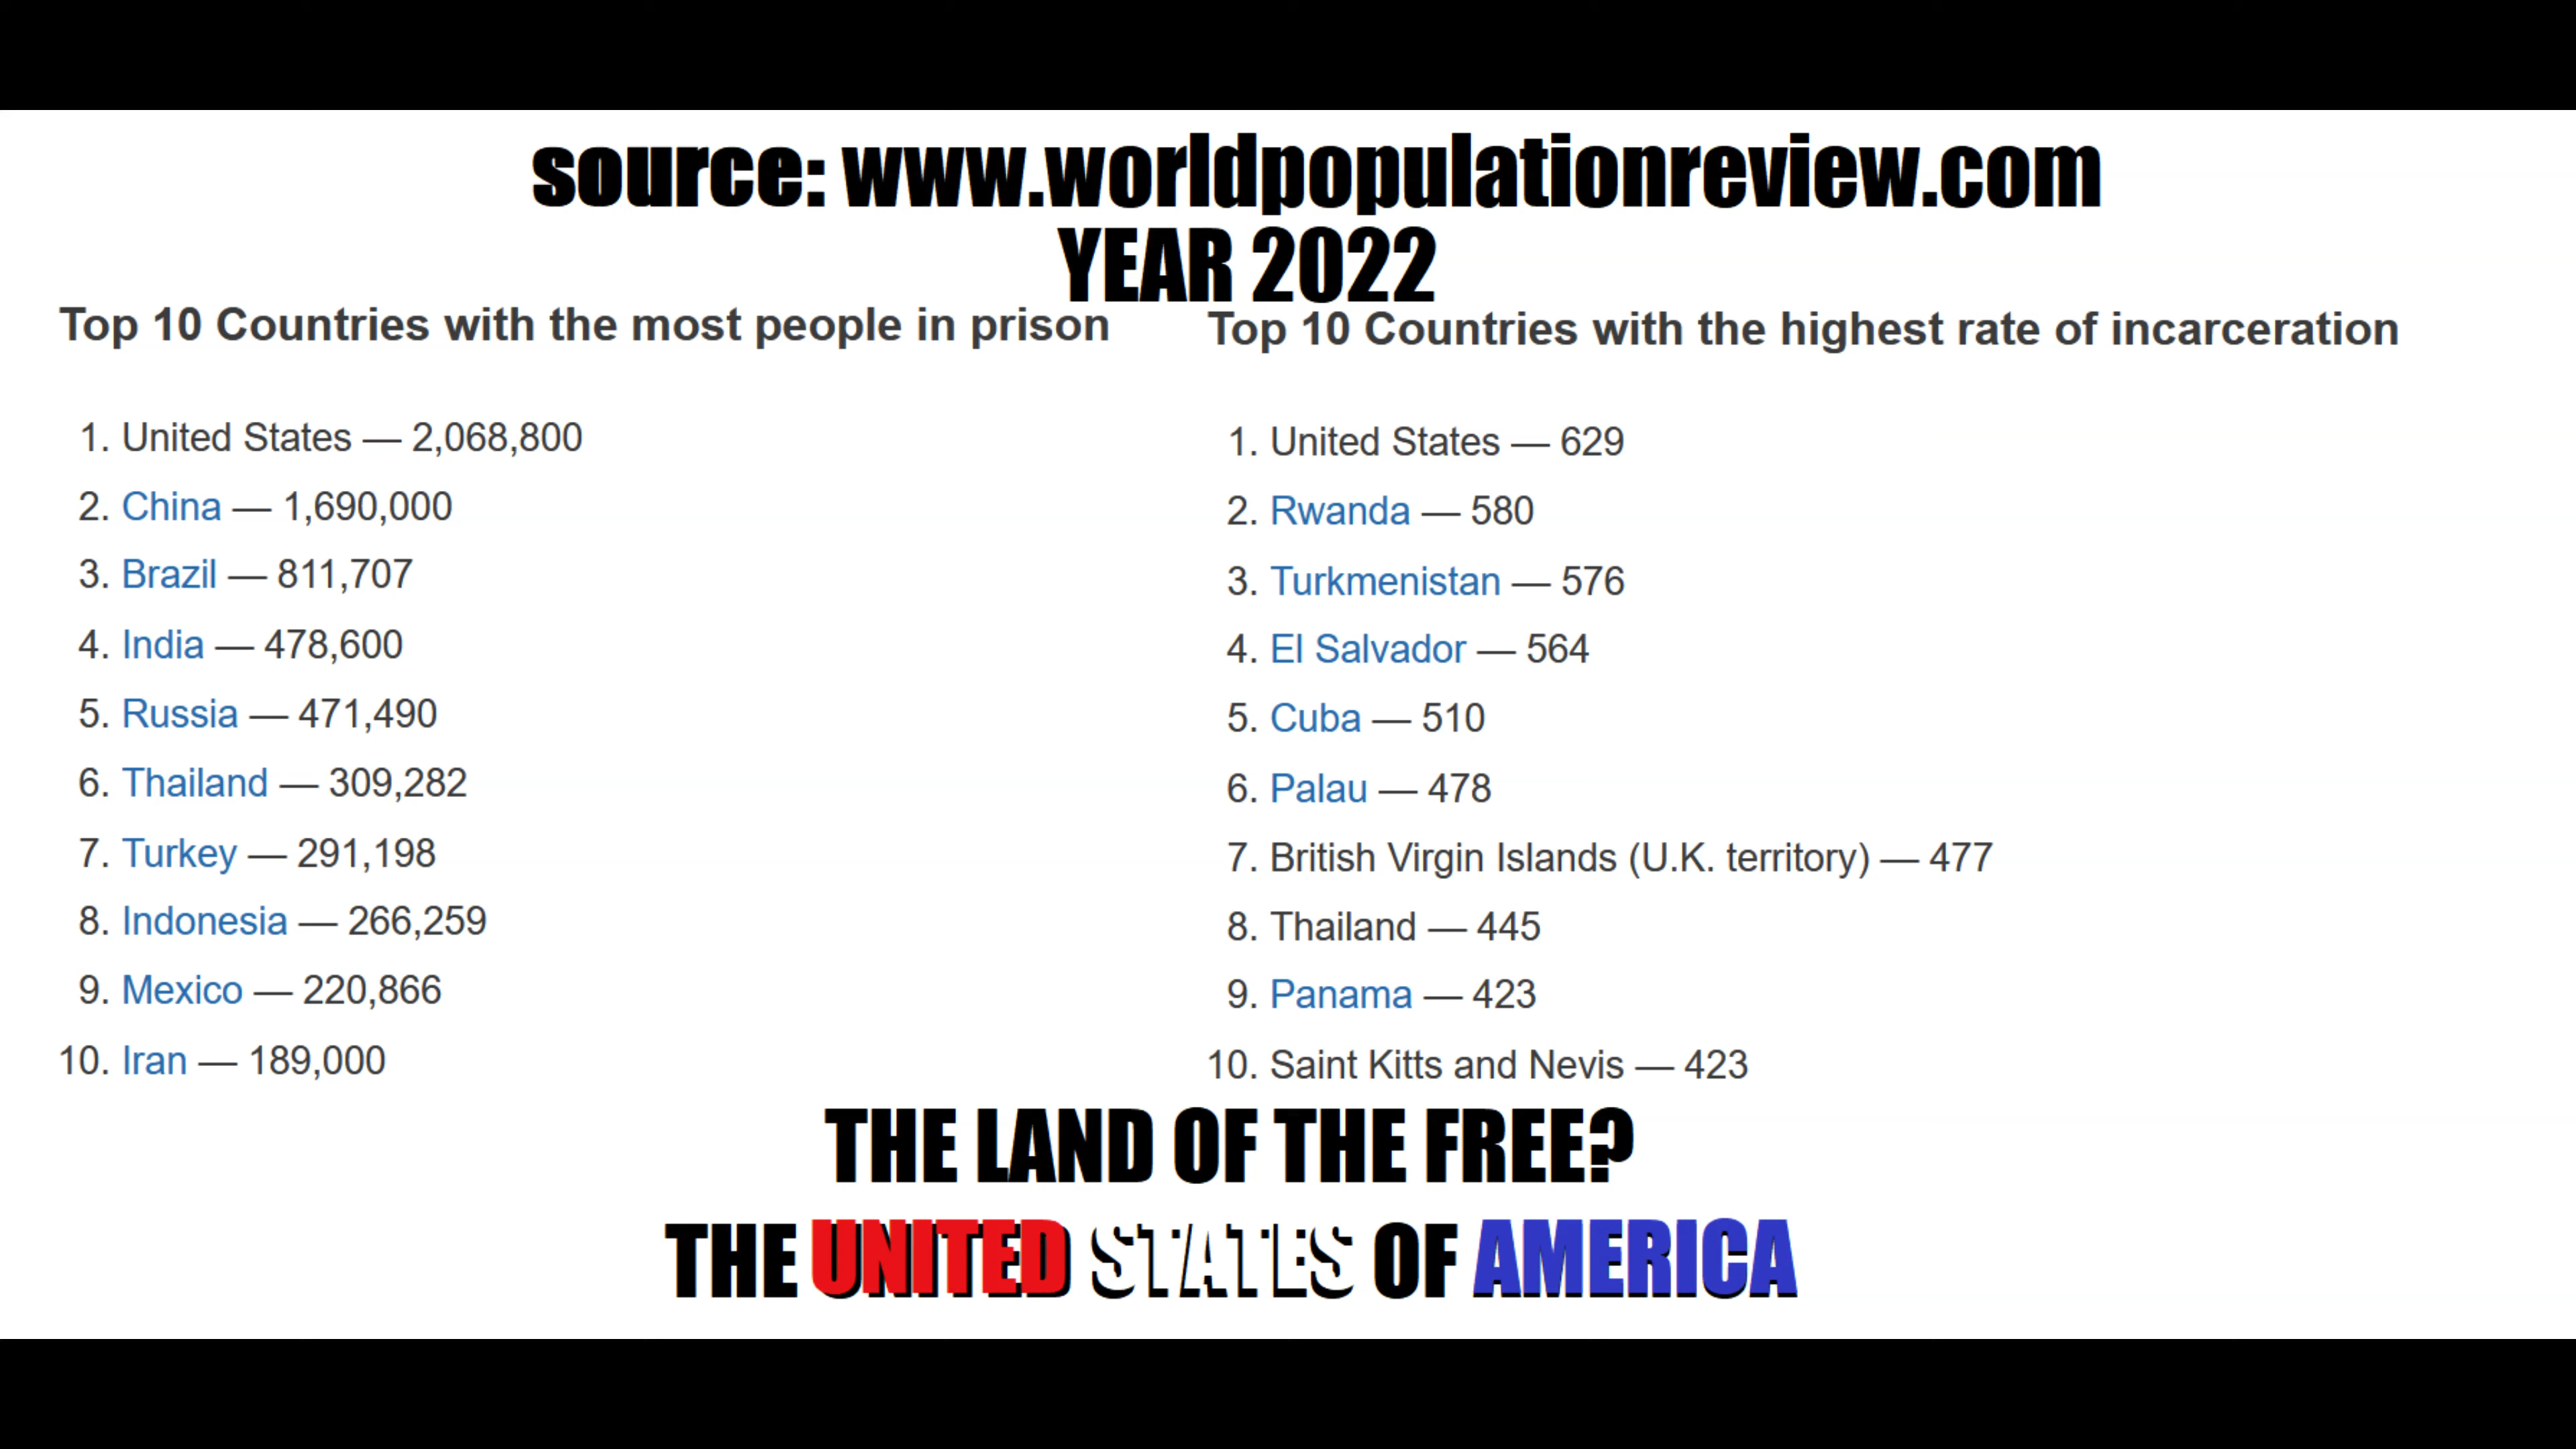 source: www.worldpopulationreview.com
YEAR 2022
Top 10 Countries with the most people in prison
1. United States — 2,068,800
2. China — 1,690,000
3. Brazil — 811,707
4. India — 478,600
5. Russia — 471,490
6. Thailand — 309,282
7. Turkey — 291,198
8. Indonesia — 266,259
9. Mexico — 220,866
10. Iran — 189,000
Top 10 Countries with the highest rate of incarceration
1. United States — 629
2. Rwanda — 580
3. Turkmenistan — 576
4. El Salvador — 564
5. Cuba — 510
6. Palau — 478
7. British Virgin Islands (U.K. territory) — 477
8. Thailand — 445
9. Panama — 423
10. Saint Kitts and Nevis — 423
THE LAND OF THE FREE?
THE UNITED STATES OF AMERICA